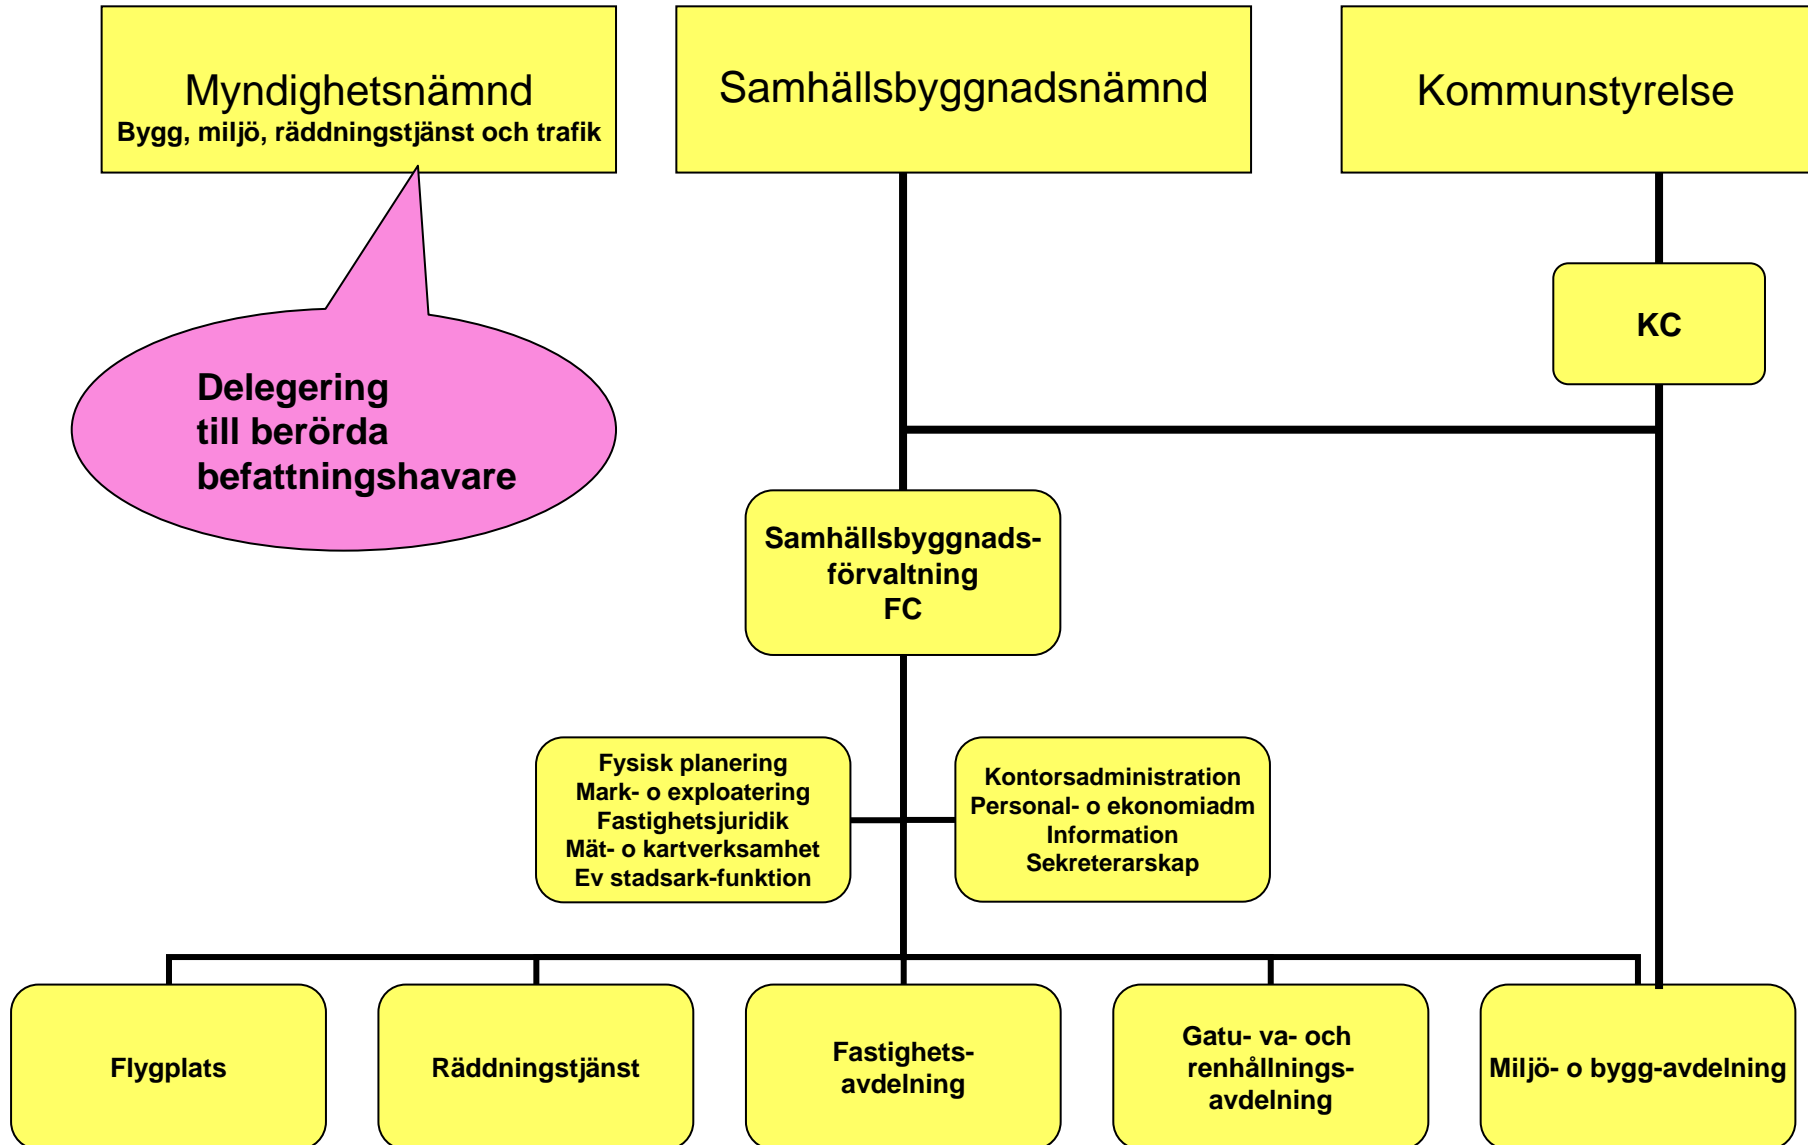 Myndighetsnämnd
Bygg, miljö, räddningstjänst och trafik
Samhällsbyggnadsnämnd
Kommunstyrelse
KC
Delegering
till berörda
befattningshavare
Samhällsbyggnads-
förvaltning
FC
Fysisk planering
Mark- o exploatering
Fastighetsjuridik
Mät- o kartverksamhet
Ev stadsark-funktion
Kontorsadministration
Personal- o ekonomiadm
Information
Sekreterarskap
Flygplats
Räddningstjänst
Fastighets-
avdelning
Gatu- va- och
renhållnings-
avdelning
Miljö- o bygg-avdelning